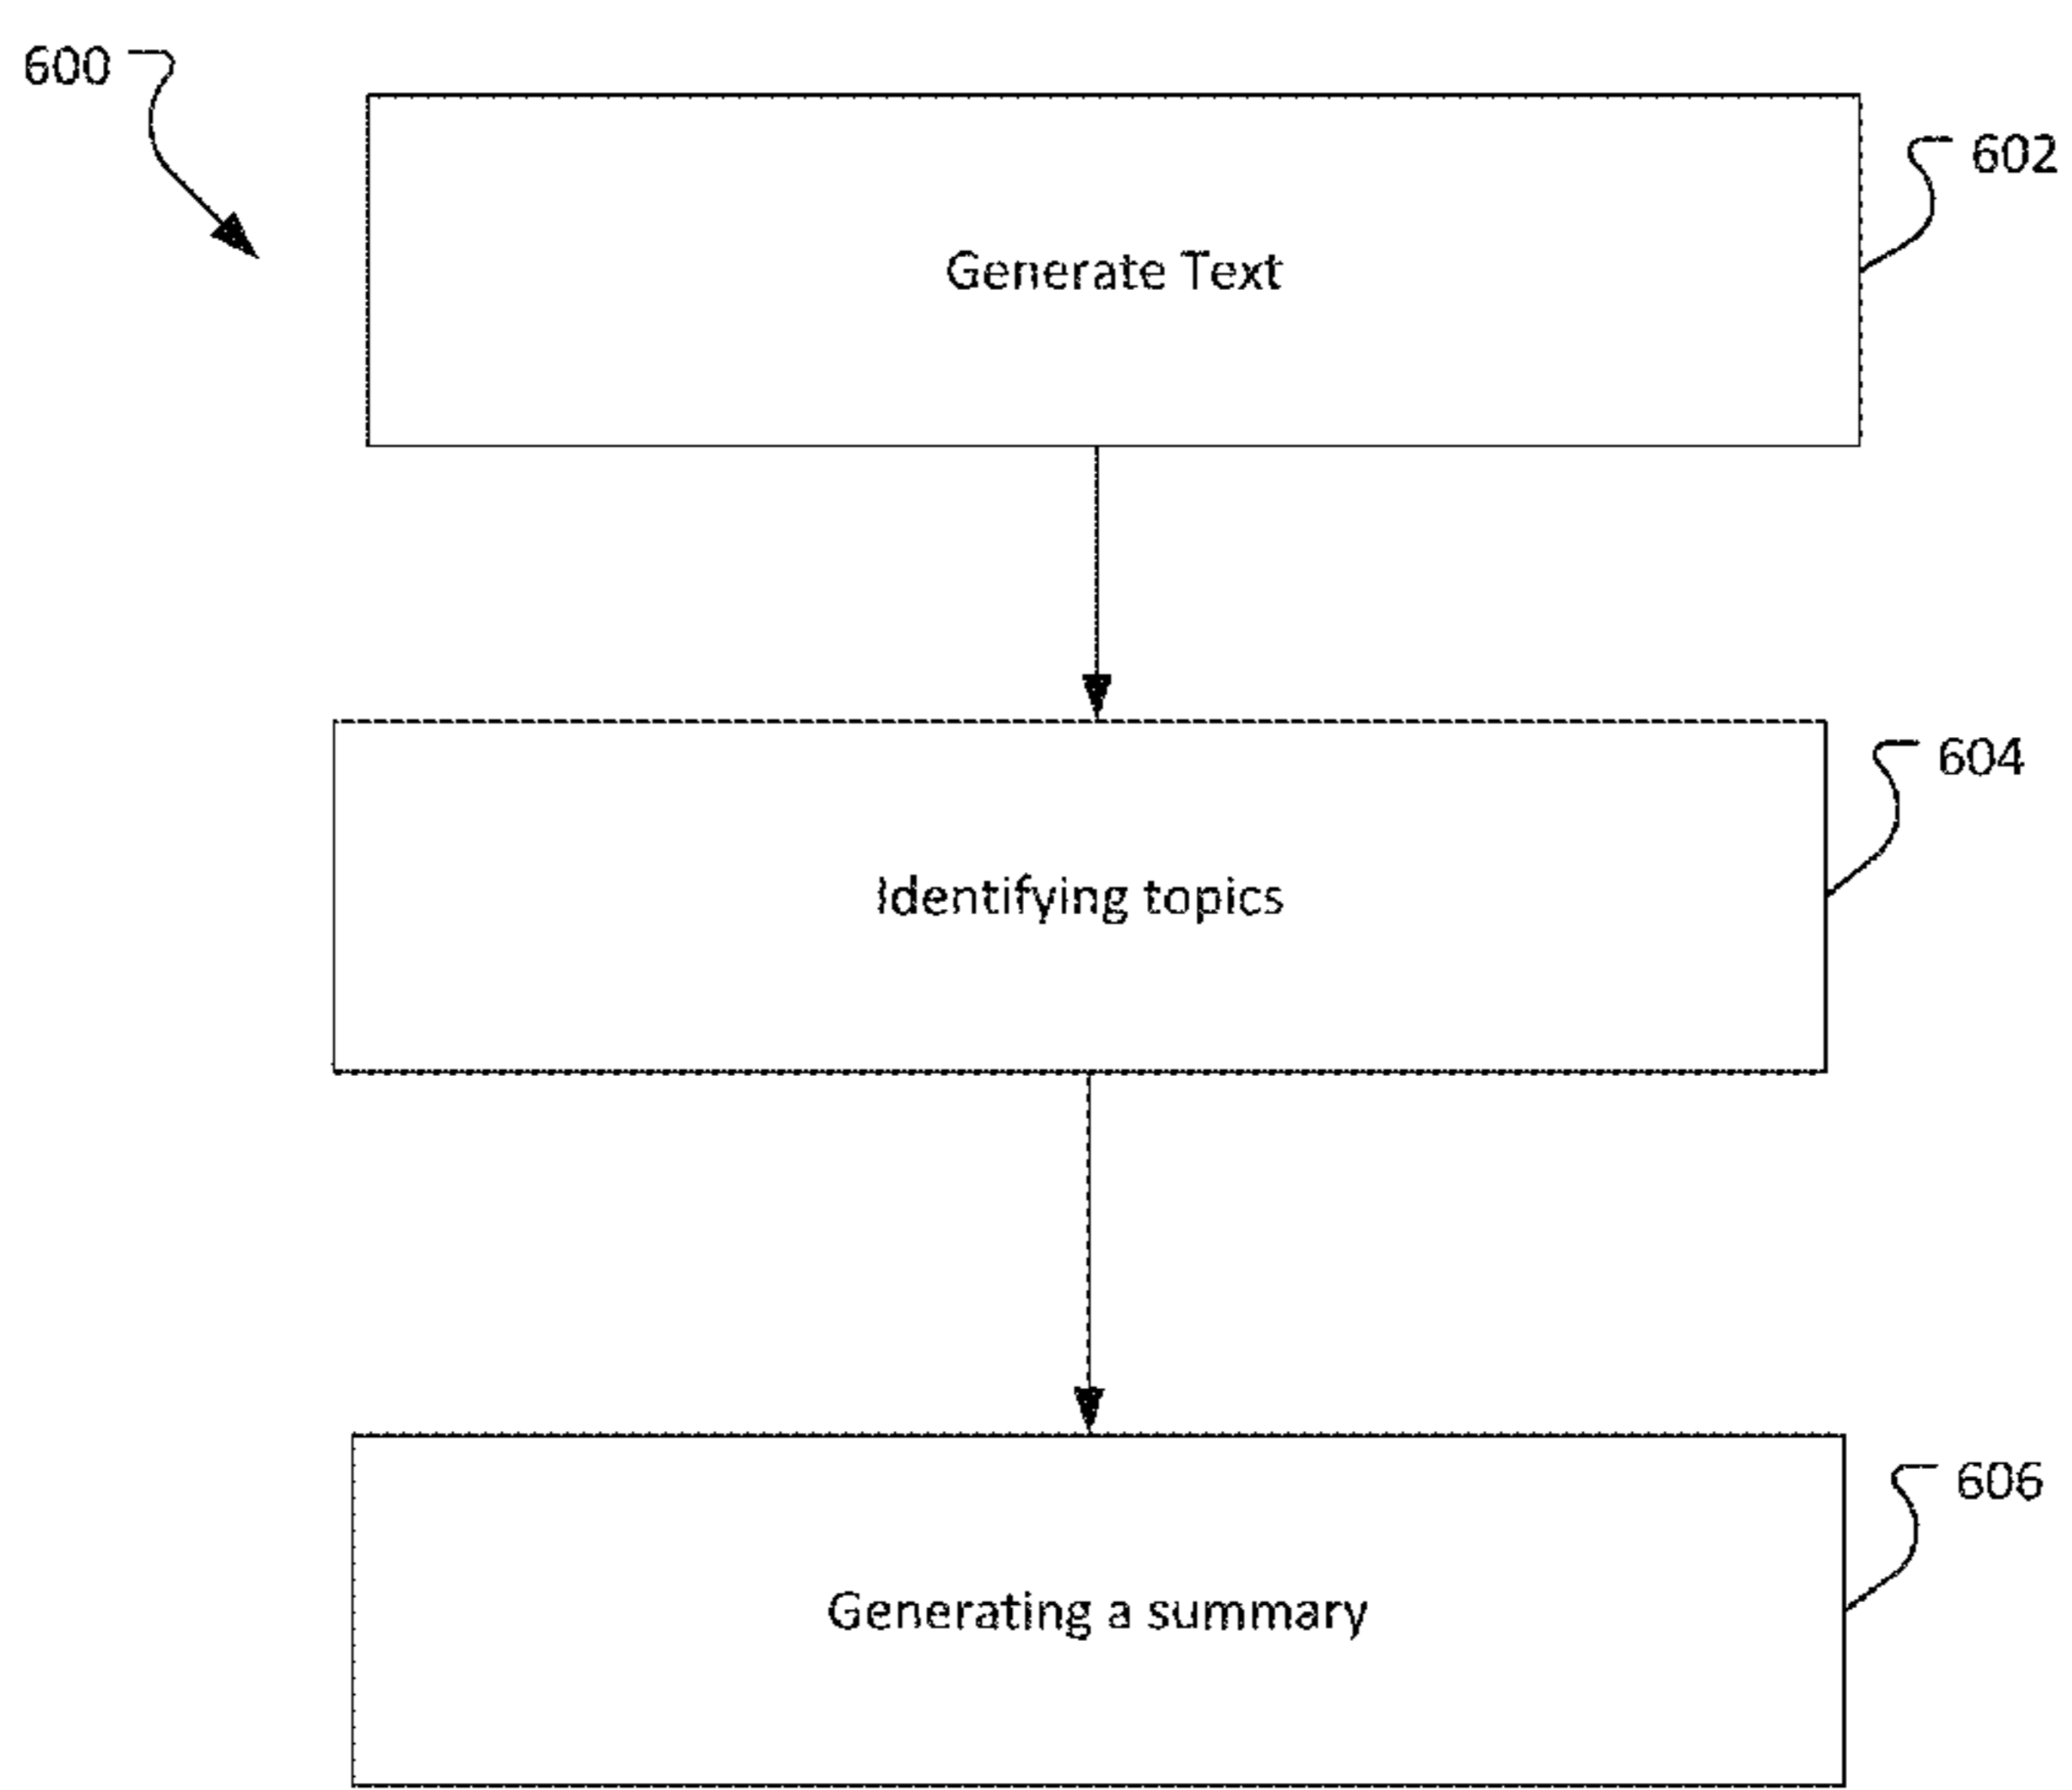 600
602
Generate Text
604
Identifying topics
606
Generating a summary